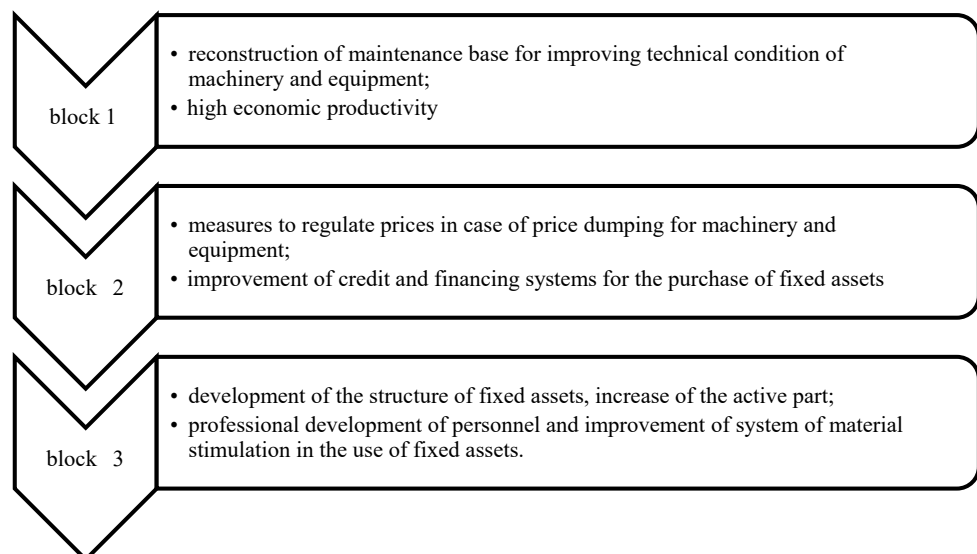 block 1
• reconstruction of maintenance base for improving technical condition of
machinery and equipment;
• high economic productivity
block 2
• measures to regulate prices in case of price dumping for machinery and
equipment;
• improvement of credit and financing systems for the purchase of fixed assets
block 3
• development of the structure of fixed assets, increase of the active part;
• professional development of personnel and improvement of system of material
stimulation in the use of fixed assets.